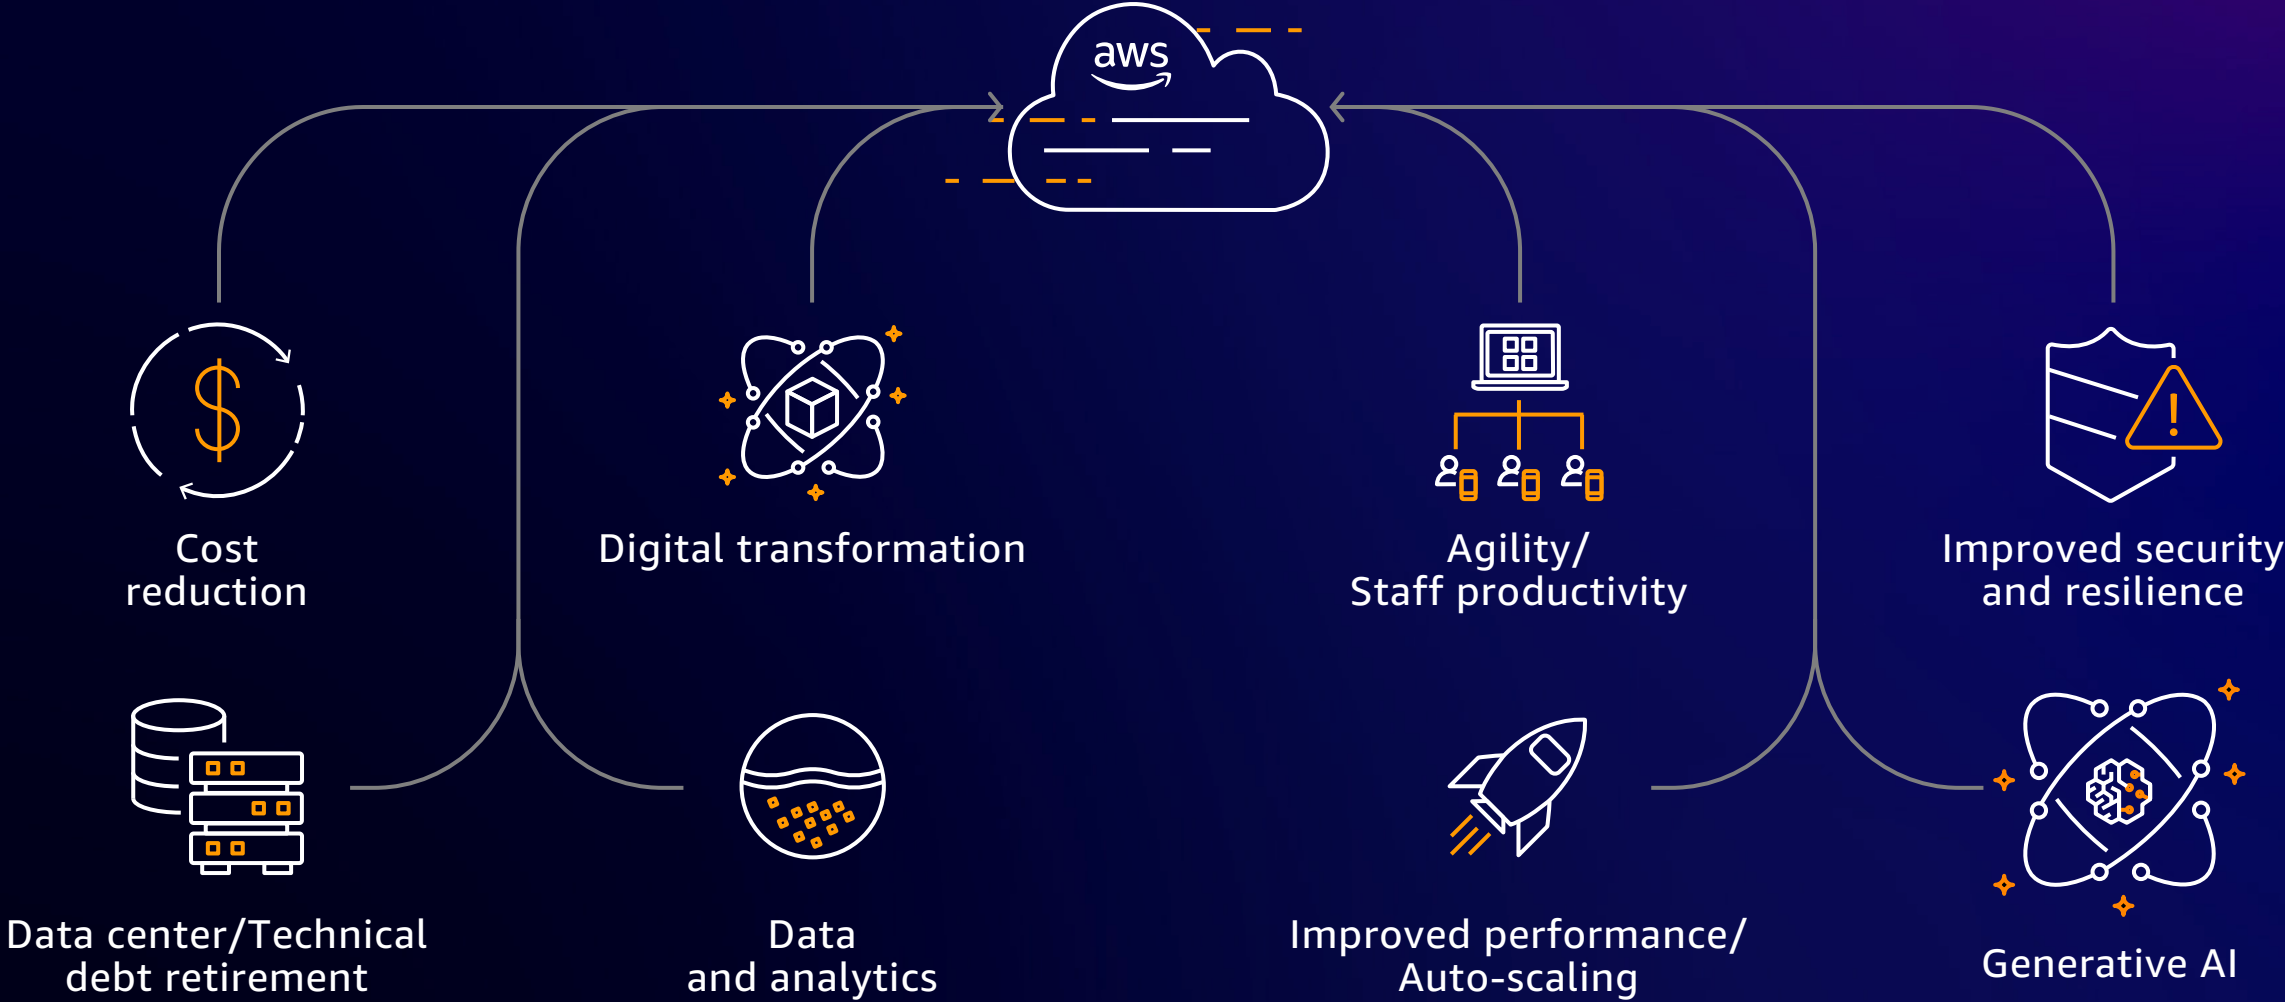 aws
Cost
reduction
Digital transformation
Agility/
Staff productivity
Improved security
and resilience
Data center/Technical
debt retirement
Data
and analytics
Improved performance/
Auto-scaling
Generative AI